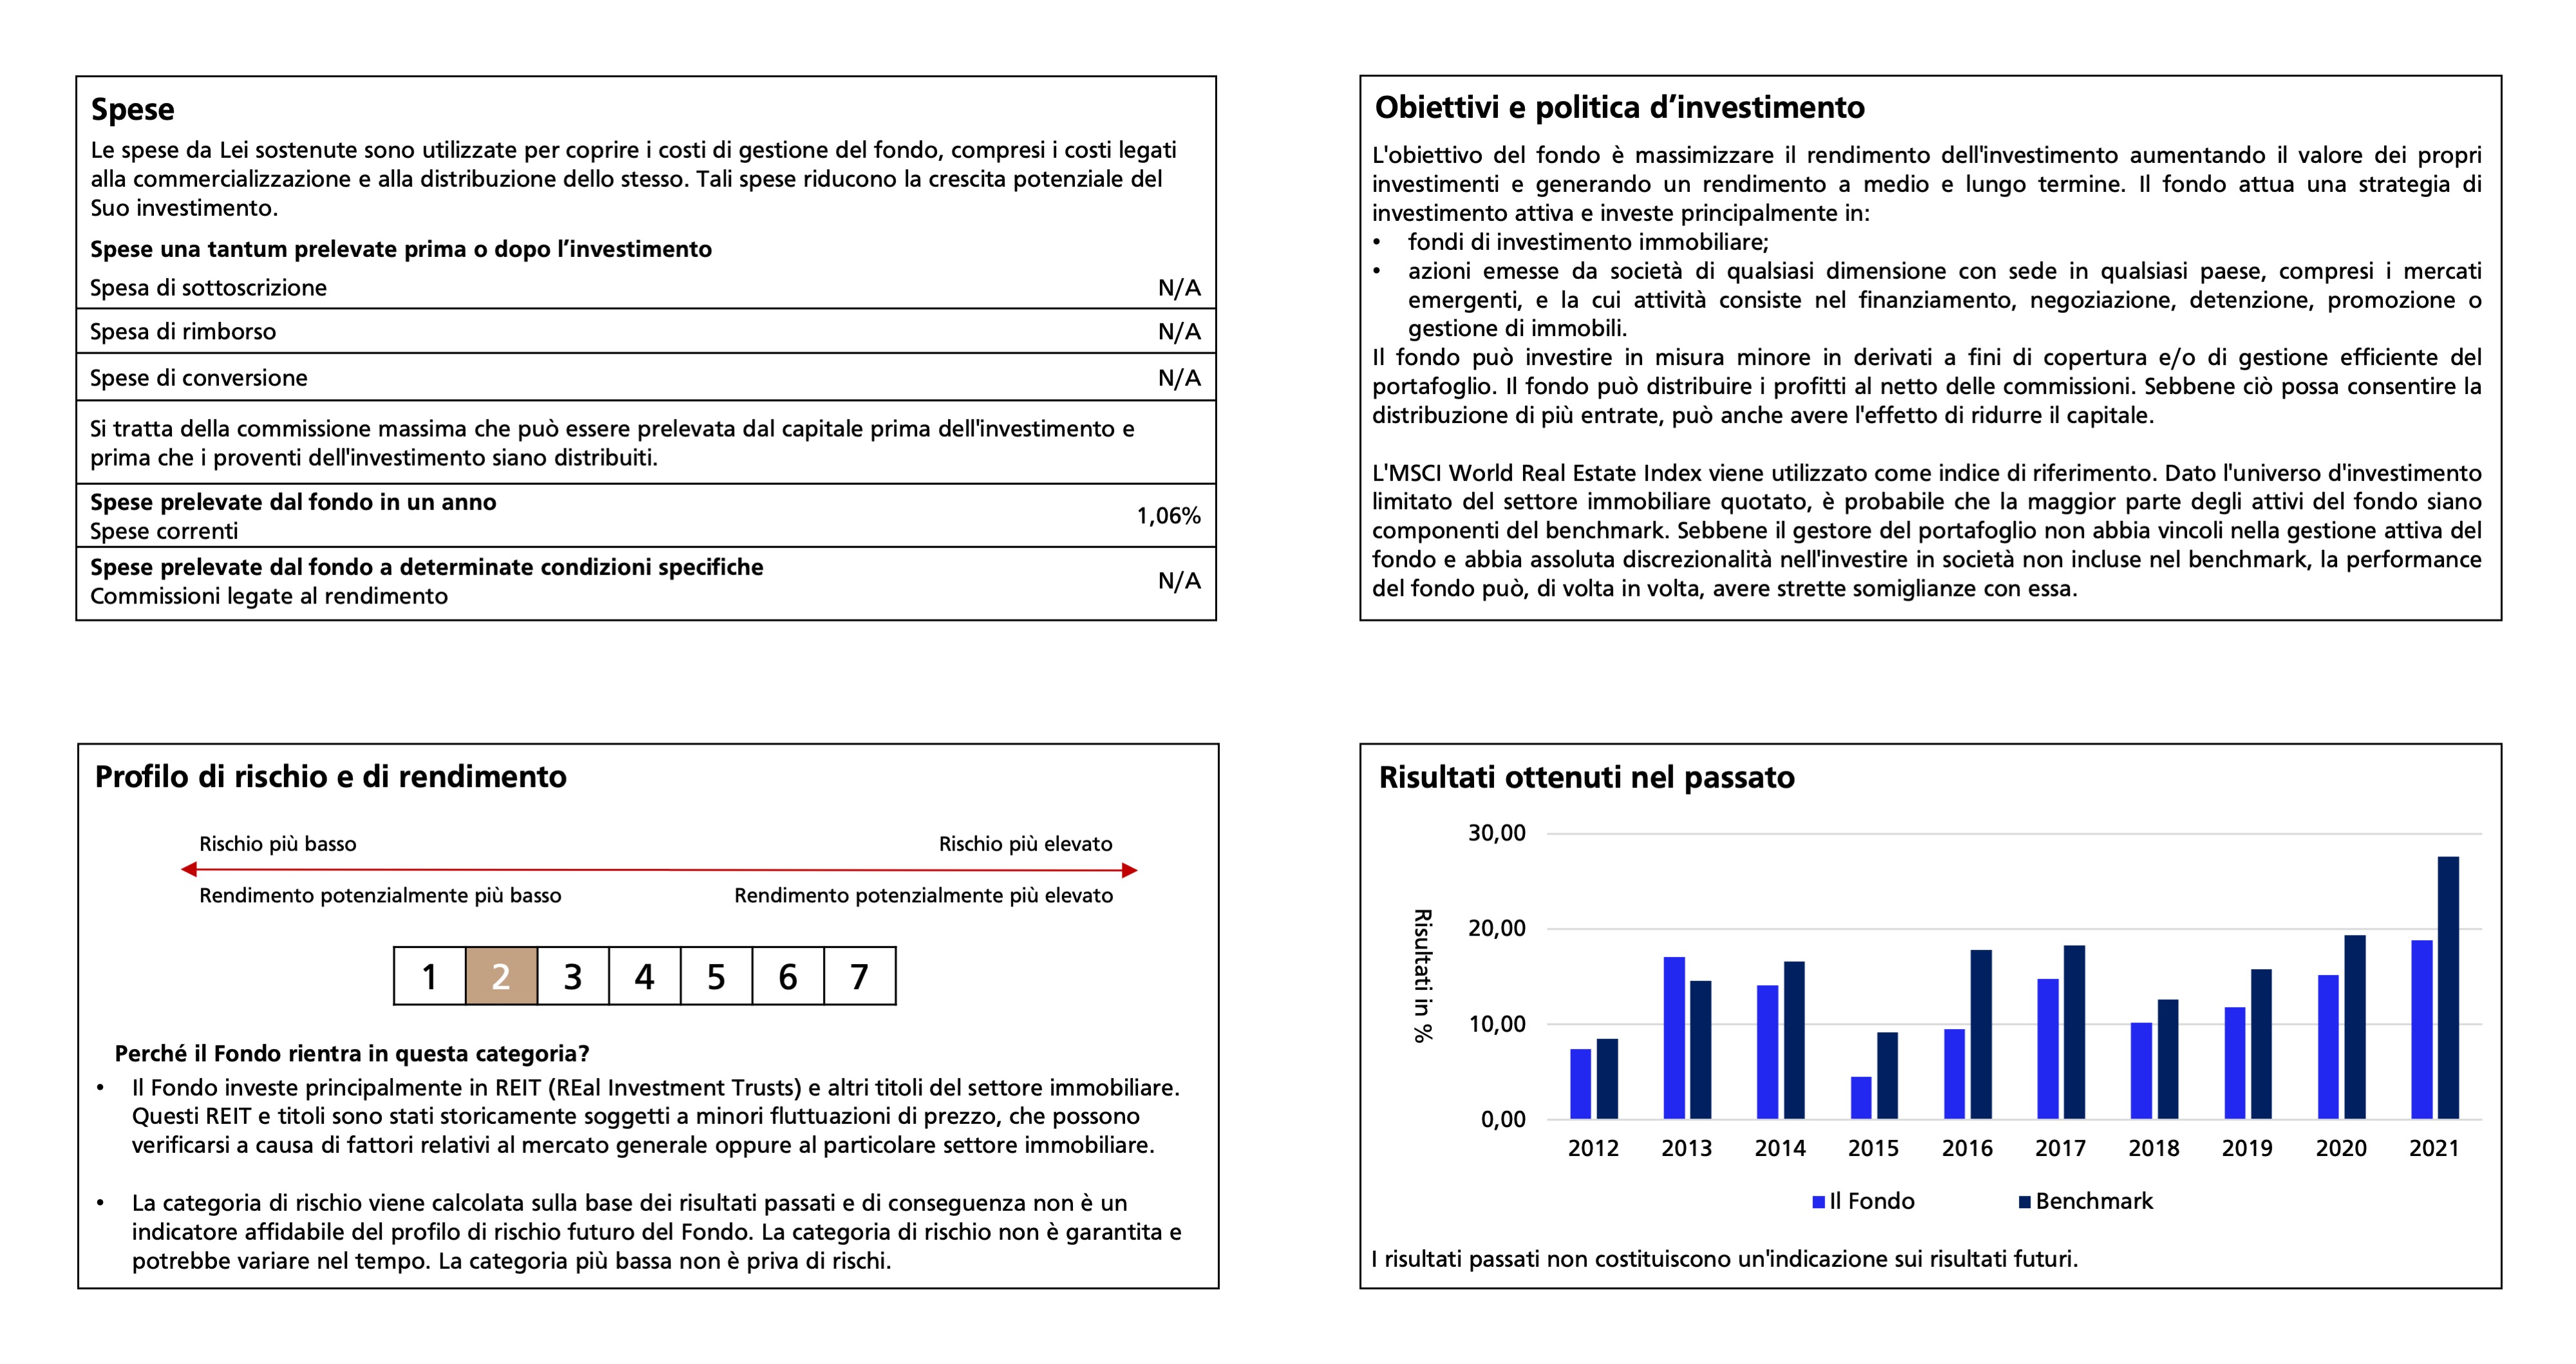 Spese
Le spese da Lei sostenute sono utilizzate per coprire i costi di gestione del fondo, compresi i costi legati
alla commercializzazione e alla distribuzione dello stesso. Tali spese riducono la crescita potenziale del
Suo investimento.
Spese una tantum prelevate prima o dopo l’investimento
Spesa di sottoscrizione N/A
Spesa di rimborso N/A
Spese di conversione N/A
Si tratta della commissione massima che può essere prelevata dal capitale prima dell'investimento e
prima che i proventi dell'investimento siano distribuiti.
Spese prelevate dal fondo in un anno
Spese correnti 1,06%
Spese prelevate dal fondo a determinate condizioni specifiche
Commissioni legate al rendimento N/A
Obiettivi e politica d’investimento
L'obiettivo del fondo è massimizzare il rendimento dell'investimento aumentando il valore dei propri
investimenti e generando un rendimento a medio e lungo termine. Il fondo attua una strategia di
investimento attiva e investe principalmente in:
• fondi di investimento immobiliare;
• azioni emesse da società di qualsiasi dimensione con sede in qualsiasi paese, compresi i mercati
emergenti, e la cui attività consiste nel finanziamento, negoziazione, detenzione, promozione o
gestione di immobili.
Il fondo può investire in misura minore in derivati a fini di copertura e/o di gestione efficiente del
portafoglio. Il fondo può distribuire i profitti al netto delle commissioni. Sebbene ciò possa consentire la
distribuzione di più entrate, può anche avere l'effetto di ridurre il capitale.
L'MSCI World Real Estate Index viene utilizzato come indice di riferimento. Dato l'universo d'investimento
limitato del settore immobiliare quotato, è probabile che la maggior parte degli attivi del fondo siano
componenti del benchmark. Sebbene il gestore del portafoglio non abbia vincoli nella gestione attiva del
fondo e abbia assoluta discrezionalità nell'investire in società non incluse nel benchmark, la performance
del fondo può, di volta in volta, avere strette somiglianze con essa.
Profilo di rischio e di rendimento
Rischio più basso Rischio più elevato
Rendimento potenzialmente più basso Rendimento potenzialmente più elevato
1 2 3 4 5 6 7
Perché il Fondo rientra in questa categoria?
• Il Fondo investe principalmente in REIT (REal Investment Trusts) e altri titoli del settore immobiliare.
Questi REIT e titoli sono stati storicamente soggetti a minori fluttuazioni di prezzo, che possono
verificarsi a causa di fattori relativi al mercato generale oppure al particolare settore immobiliare.
• La categoria di rischio viene calcolata sulla base dei risultati passati e di conseguenza non è un
indicatore affidabile del profilo di rischio futuro del Fondo. La categoria di rischio non è garantita e
potrebbe variare nel tempo. La categoria più bassa non è priva di rischi.
Risultati ottenuti nel passato
Risultati in %
30,00
20,00
10,00
0,00
2012 2013 2014 2015 2016 2017 2018 2019 2020 2021
Il Fondo Benchmark
I risultati passati non costituiscono un'indicazione sui risultati futuri.